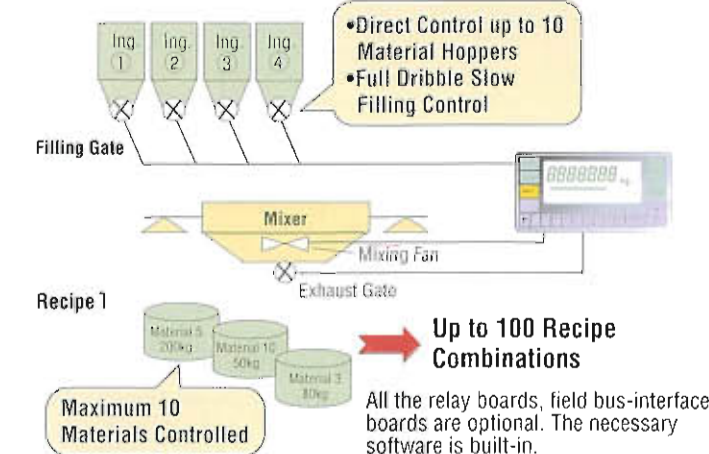 Ing. Ing. Ing. Ing.
1 2 3 4
•Direct Control up to 10
Material Hoppers
•Full Dribble Slow
Filling Control
Filling Gate
8888888
Mixer
Mixing Fan
Exhaust Gate
Recipe 1
Material 5
200kg
Material 10
50kg
Material 3
80kg
Up to 100 Recipe
Combinations
Maximum 10
Materials Controlled
All the relay boards, field bus-interface
boards are optional. The necessary
software is built-in.